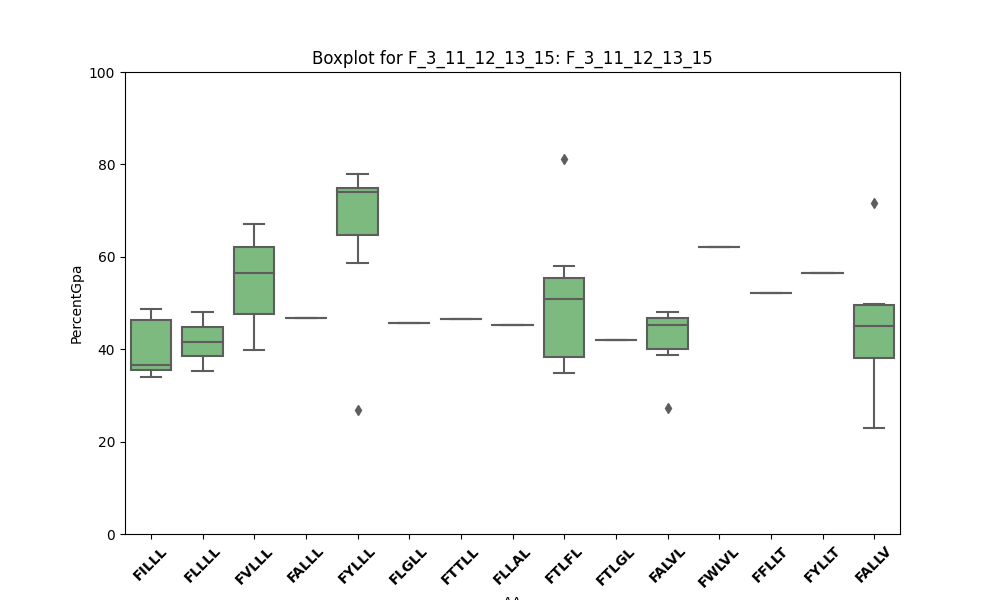 Boxplot for F_3_11_12_13_15: F_3_11_12_13_15
100
80
60
40
20
0
PercentGpa
FILLL
FLLLL
FVLLL
FALLL
FYLLL
FLGLL
FTTLL
FLLAL
FTLFL
FTLGL
FALVL
FWLVL
FFLLT
FYLLT
FALLV